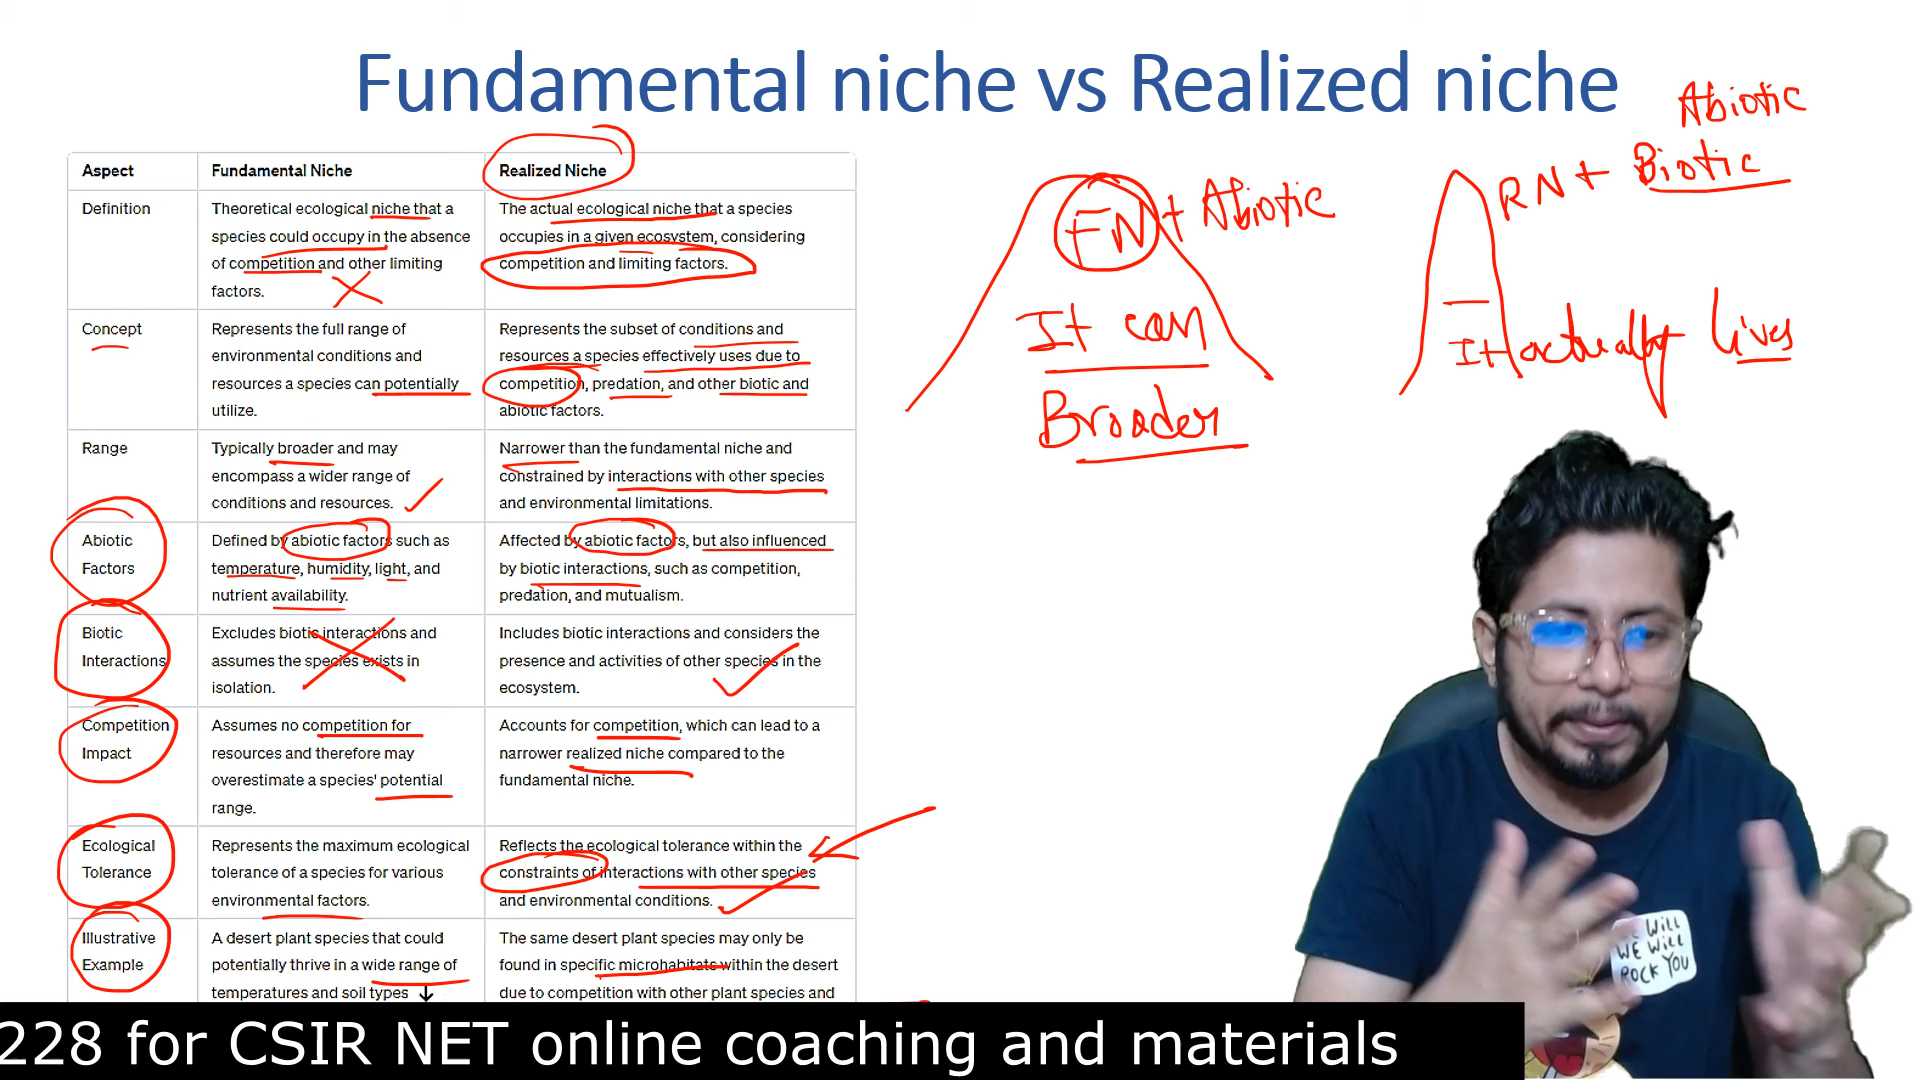 Fundamental niche vs Realized niche
Aspect
Fundamental Niche
Realized Niche
Definition
Theoretical ecological niche that a
species could occupy in the absence
of competition and other limiting
factors.
The actual ecological niche that a species
occupies in a given ecosystem, considering
competition and limiting factors.
Concept
Represents the full range of
environmental conditions and
resources a species can potentially
utilize.
Represents the subset of conditions and
resources a species effectively uses due to
competition, predation, and other biotic and
abiotic factors.
Range
Typically broader and may
encompass a wider range of
conditions and resources.
Narrower than the fundamental niche and
constrained by interactions with other species
and environmental limitations.
Abiotic
Factors
Defined by abiotic factors such as
temperature, humidity, light, and
nutrient availability.
Affected by abiotic factors, but also influenced
by biotic interactions, such as competition,
predation, and mutualism.
Biotic
Interactions
Excludes biotic interactions and
assumes the species exists in
isolation.
Includes biotic interactions and considers the
presence and activities of other species in the
ecosystem.
Competition
Impact
Assumes no competition for
resources and therefore may
overestimate a species' potential
range.
Accounts for competition, which can lead to a
narrower realized niche compared to the
fundamental niche.
Ecological
Tolerance
Represents the maximum ecological
tolerance of a species for various
environmental factors.
Reflects the ecological tolerance within the
constraints of interactions with other species
and environmental conditions.
Illustrative
Example
A desert plant species that could
potentially thrive in a wide range of
temperatures and soil types
The same desert plant species may only be
found in specific microhabitats within the desert
due to competition with other plant species and
FN + Abiotic
It can
Broader
Abiotic
RN + Biotic
It actually lives
WILL
WE WILL
ROCK YOU
228 for CSIR NET online coaching and materials